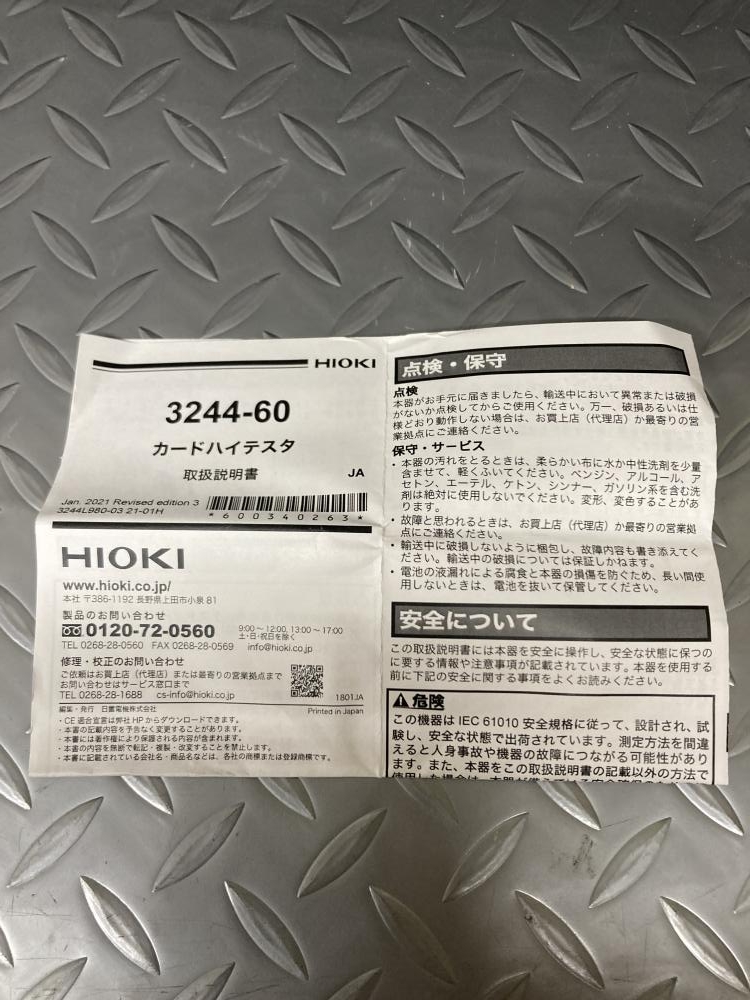 HIOKI
3244-60
カードハイテスタ
取扱説明書
JA
Jan. 2021 Revised edition 3
3244L980-03 21-01H
*600340263*
HIOKI
www.hioki.co.jp/
本社 〒386-1192 長野県上田市小泉 81
製品のお問い合わせ
0120-72-0560
9:00～12:00, 13:00～17:00
土・日・祝日を除く
TEL 0268-28-0560 FAX 0268-28-0569 info@hioki.co.jp
修理・校正のお問い合わせ
ご依頼はお買上店（代理店）または最寄りの営業拠点まで
お問い合わせはサービス窓口まで
TEL 0268-28-1688 cs-info@hioki.co.jp
1801JA
編集・発行 日置電機株式会社
Printed in Japan
・CE 適合宣言は弊社 HP からダウンロードできます。
・本書の記載内容を予告なく変更することがあります。
・本書には著作権により保護される内容が含まれます。
・本書の内容を無断で転記・複製・改変することを禁止します。
・本書に記載されている会社名・商品名などは、各社の商標または登録商標です。
点検・保守
点検
本器がお手元に届きましたら、輸送中において異常または破損
がないか点検してからご使用ください。万一、破損あるいは仕
様どおり動作しない場合は、お買上店（代理店）か最寄りの営
業拠点にご連絡ください。
保守・サービス
・本器の汚れをとるときは、柔らかい布に水か中性洗剤を少量
含ませて、軽くふいてください。ベンジン、アルコール、ア
セトン、エーテル、ケトン、シンナー、ガソリン系を含む洗
剤は絶対に使用しないでください。変形、変色することがあ
ります。
・故障と思われるときは、お買上店（代理店）か最寄りの営業拠
点にご連絡ください。
・輸送中に破損しないように梱包し、故障内容も書き添えてく
ださい。輸送中の破損については保証しかねます。
・電池の液漏れによる腐食と本器の損傷を防ぐため、長い間使
用しないときは、電池を抜いて保管してください。
安全について
この取扱説明書には本器を安全に操作し、安全な状態に保つの
に要する情報や注意事項が記載されています。本器を使用する
前に下記の安全に関する事項をよくお読みください。
危険
この機器は IEC 61010 安全規格に従って、設計され、試
験し、安全な状態で出荷されています。測定方法を間違
えると人身事故や機器の故障につながる可能性があり
ます。また、本器をこの取扱説明書の記載以外の方法で